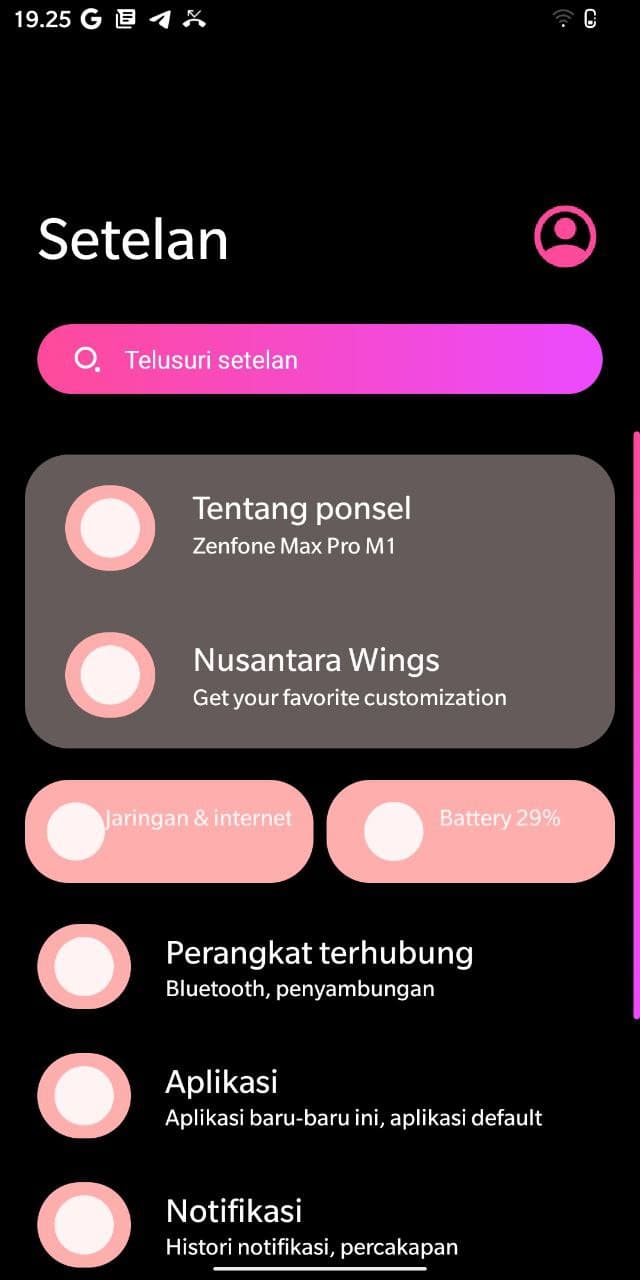 19.25
Setelan
Telusuri setelan
Tentang ponsel
Zenfone Max Pro M1
Nusantara Wings
Get your favorite customization
Jaringan & internet
Battery 29%
Perangkat terhubung
Bluetooth, penyambungan
Aplikasi
Aplikasi baru-baru ini, aplikasi default
Notifikasi
Histori notifikasi, percakapan